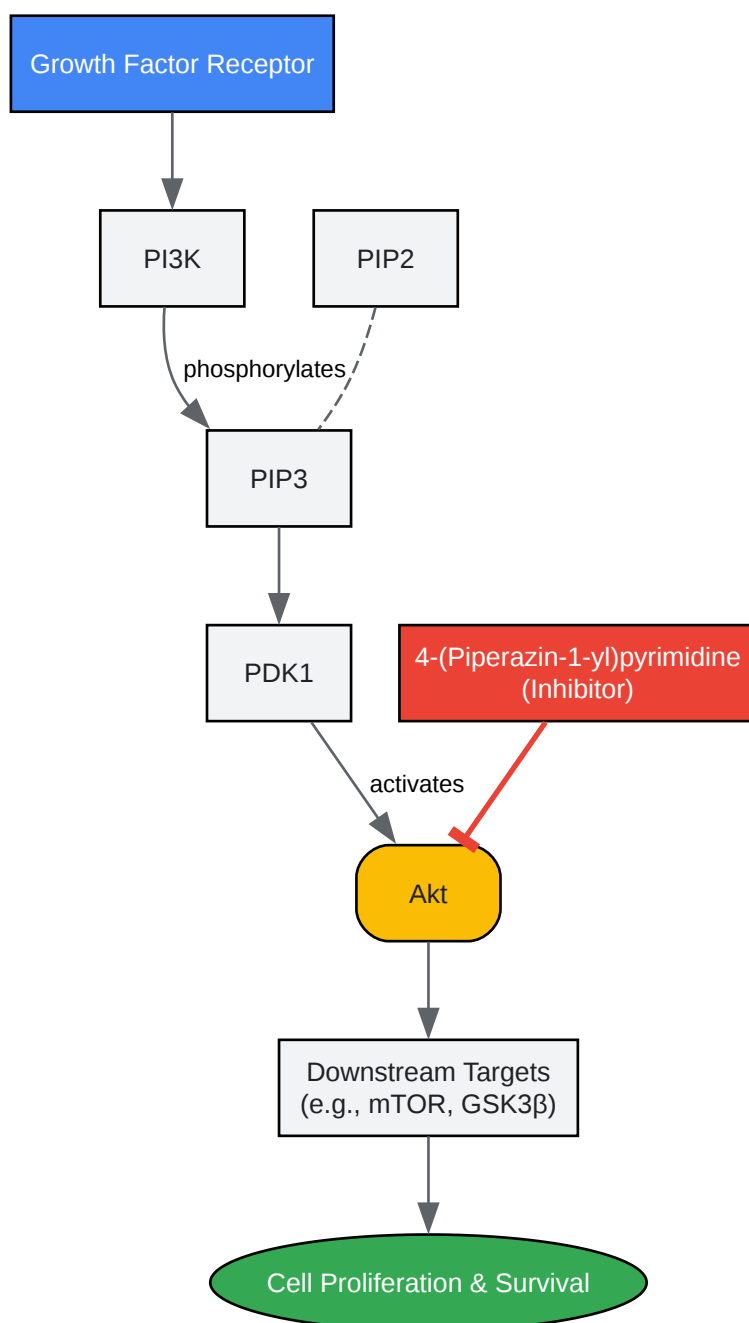 Growth Factor Receptor
PI3K
PIP2
phosphorylates
PIP3
PDK1
4-(Piperazin-1-yl)pyrimidine
(Inhibitor)
activates
Akt
Downstream Targets
(e.g., mTOR, GSK3β)
Cell Proliferation & Survival